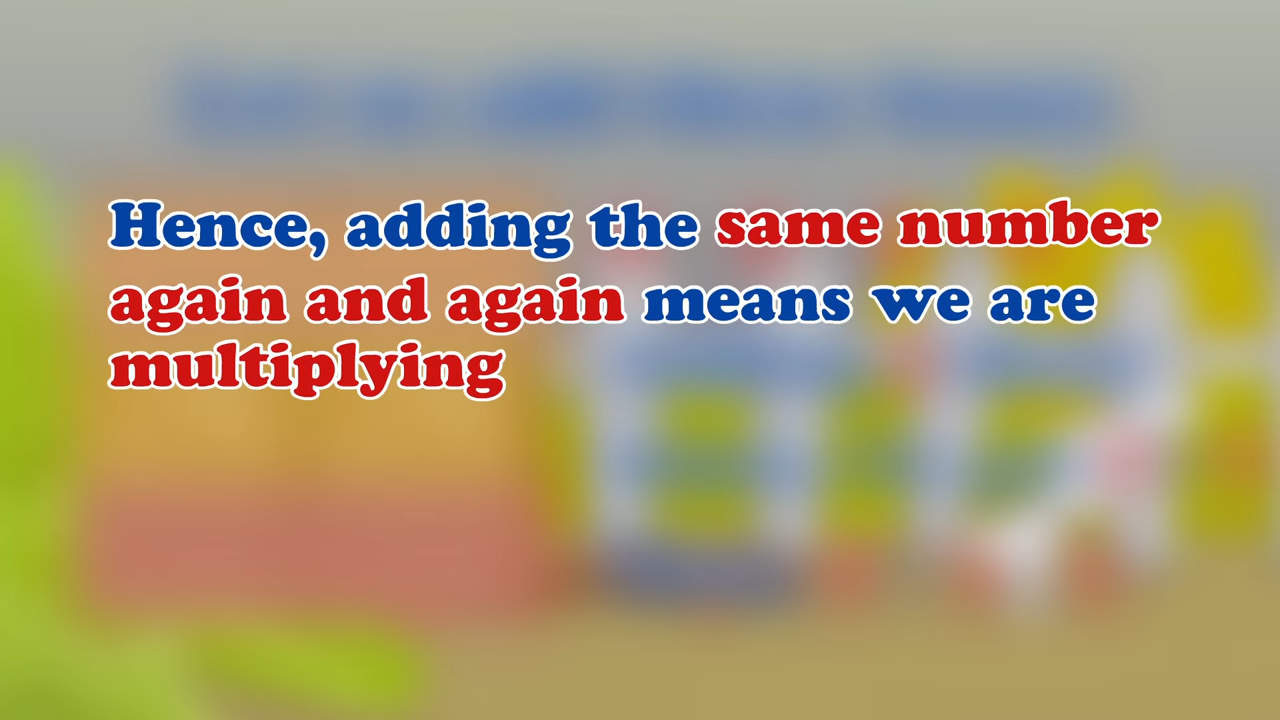 Hence, adding the same number
again and again means we are
multiplying